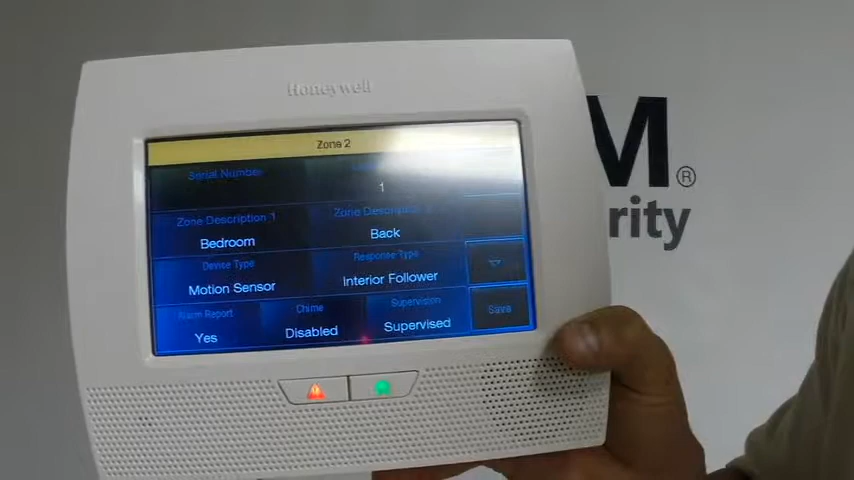 Honeywell
Zone 2
Serial Number
1
Zone Description 1
Zone Description
Bedroom
Back
Device Type
Response Type
Motion Sensor
Interior Follower
Alarm Report
Chime
Supervision
Save
Yes
Disabled
Supervised
M®
rity